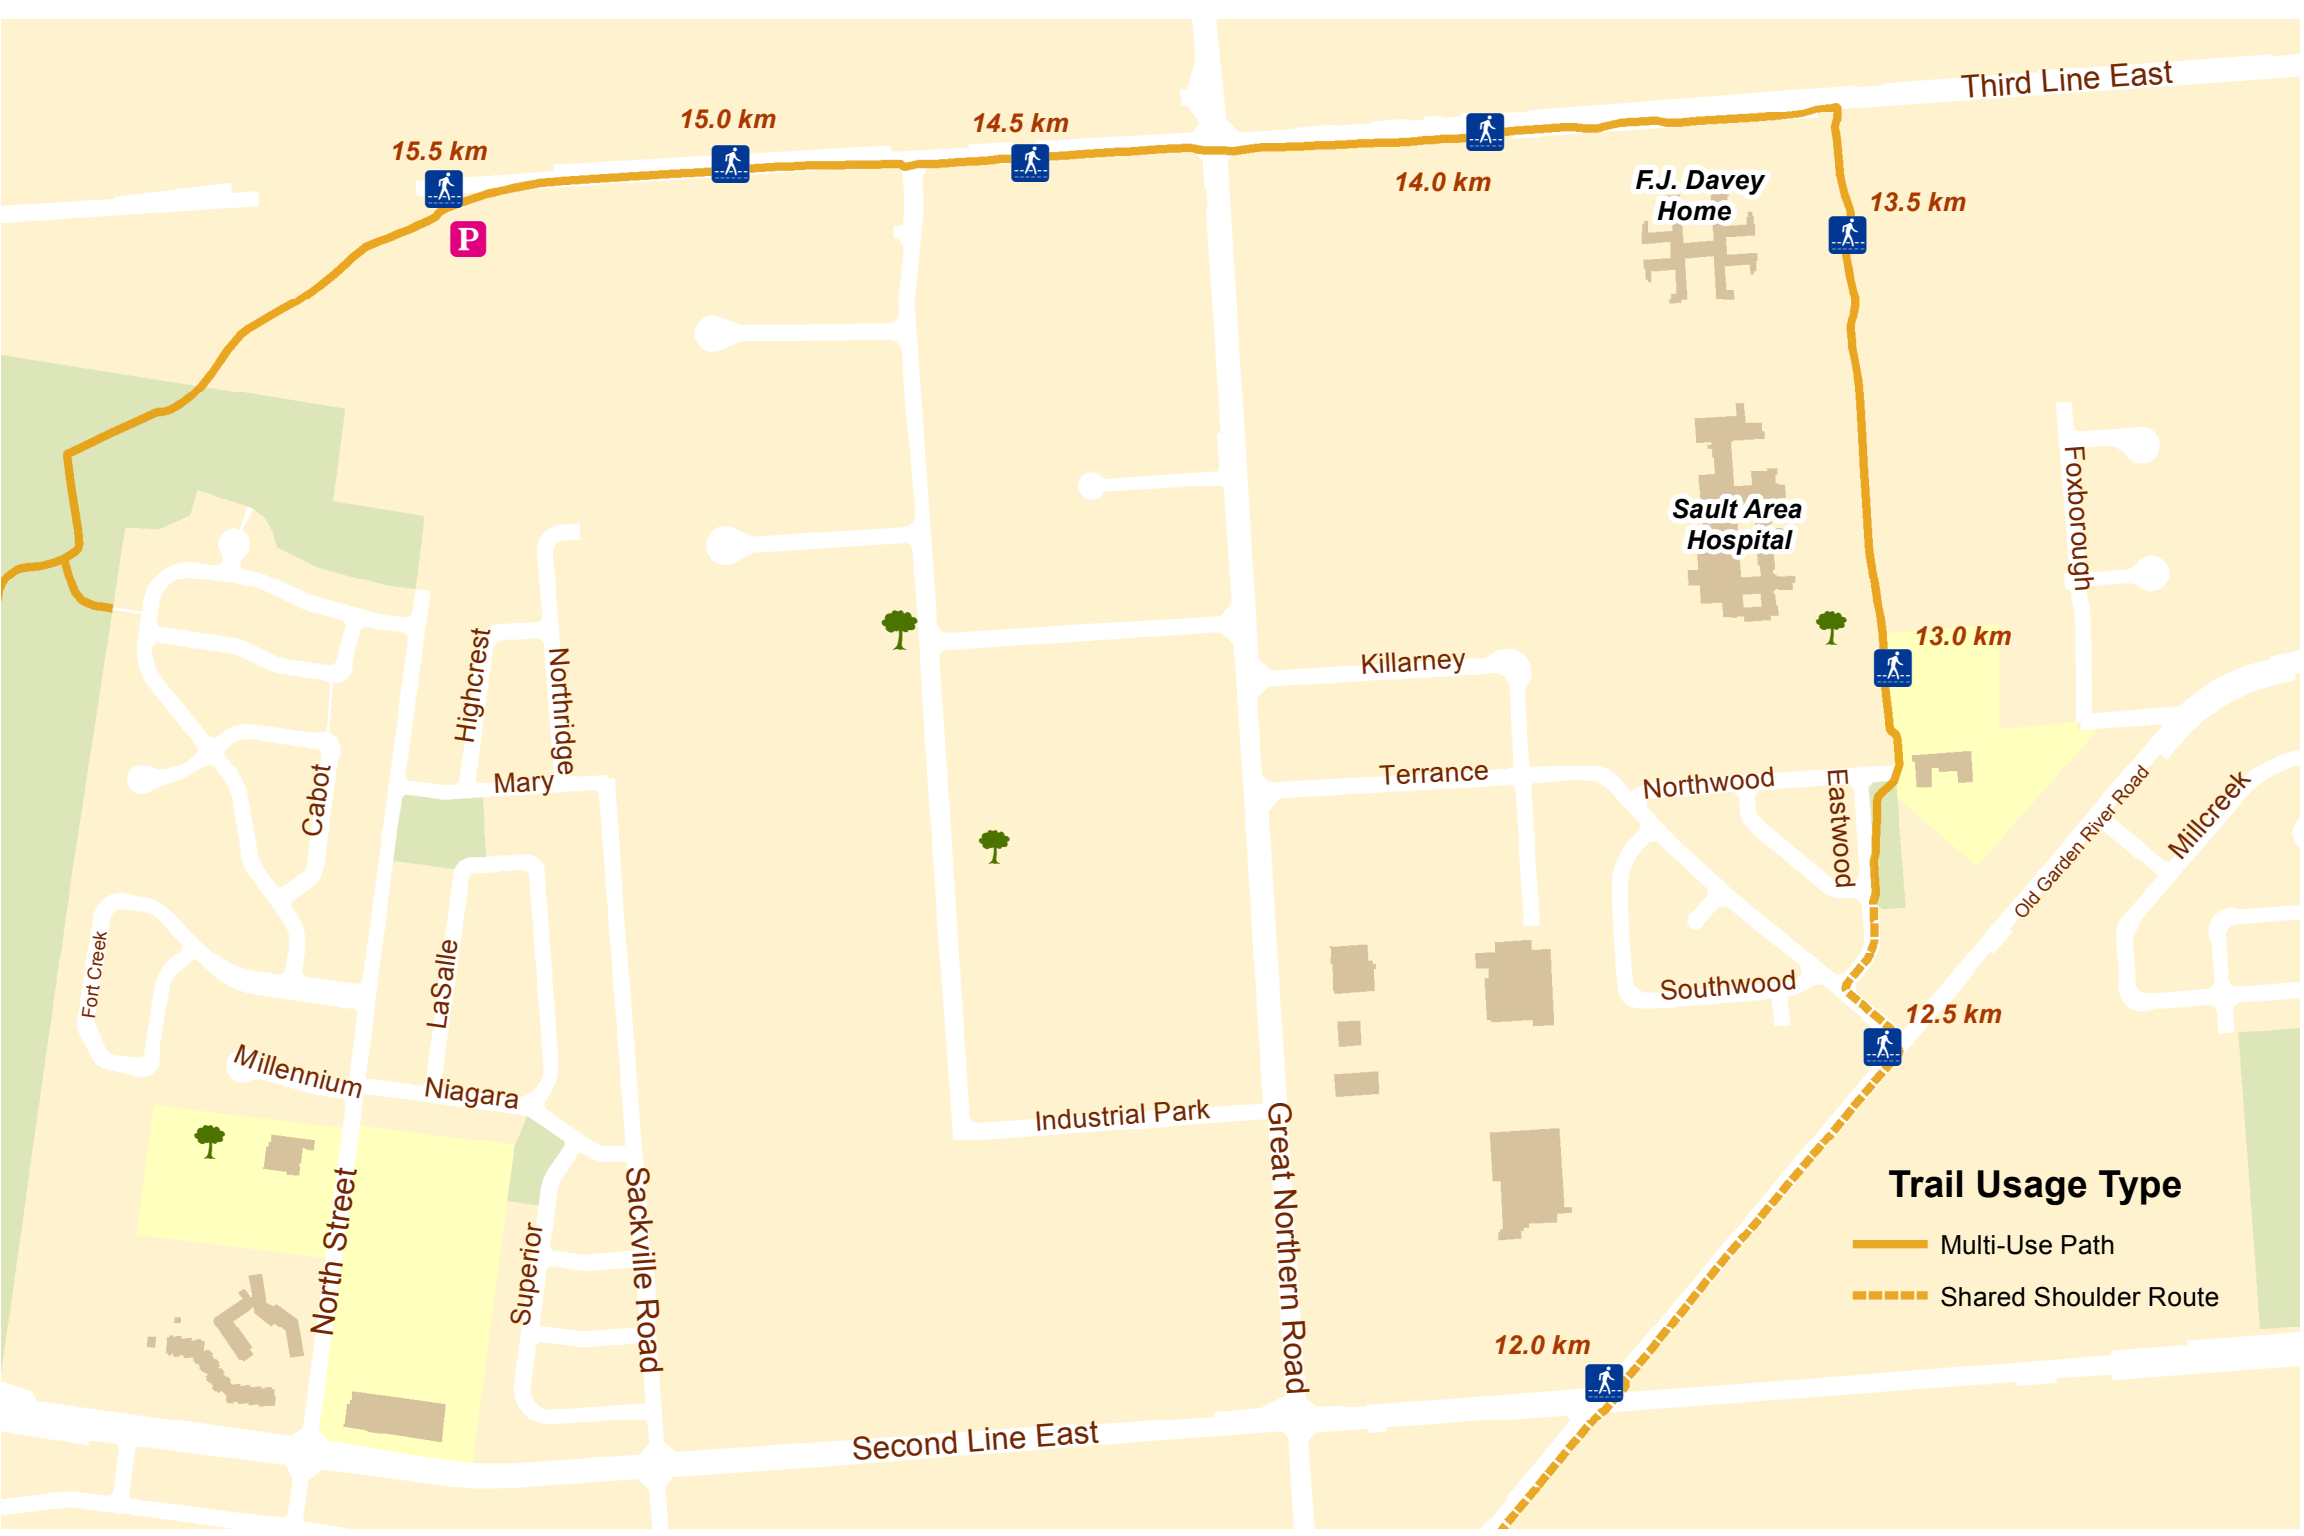 Third Line East
15.0 km
14.5 km
15.5 km
14.0 km
F.J. Davey
Home
13.5 km
P
Foxborough
Sault Area
Hospital
13.0 km
Highcrest
Northridge
Killarney
Terrance
Northwood
Eastwood
Mary
Cabot
Old Garden River Road
Millcreek
Fort Creek
LaSalle
Southwood
12.5 km
Millennium
Niagara
Industrial Park
Great Northern Road
North Street
Superior
Sackville Road
Trail Usage Type
Multi-Use Path
Shared Shoulder Route
12.0 km
Second Line East